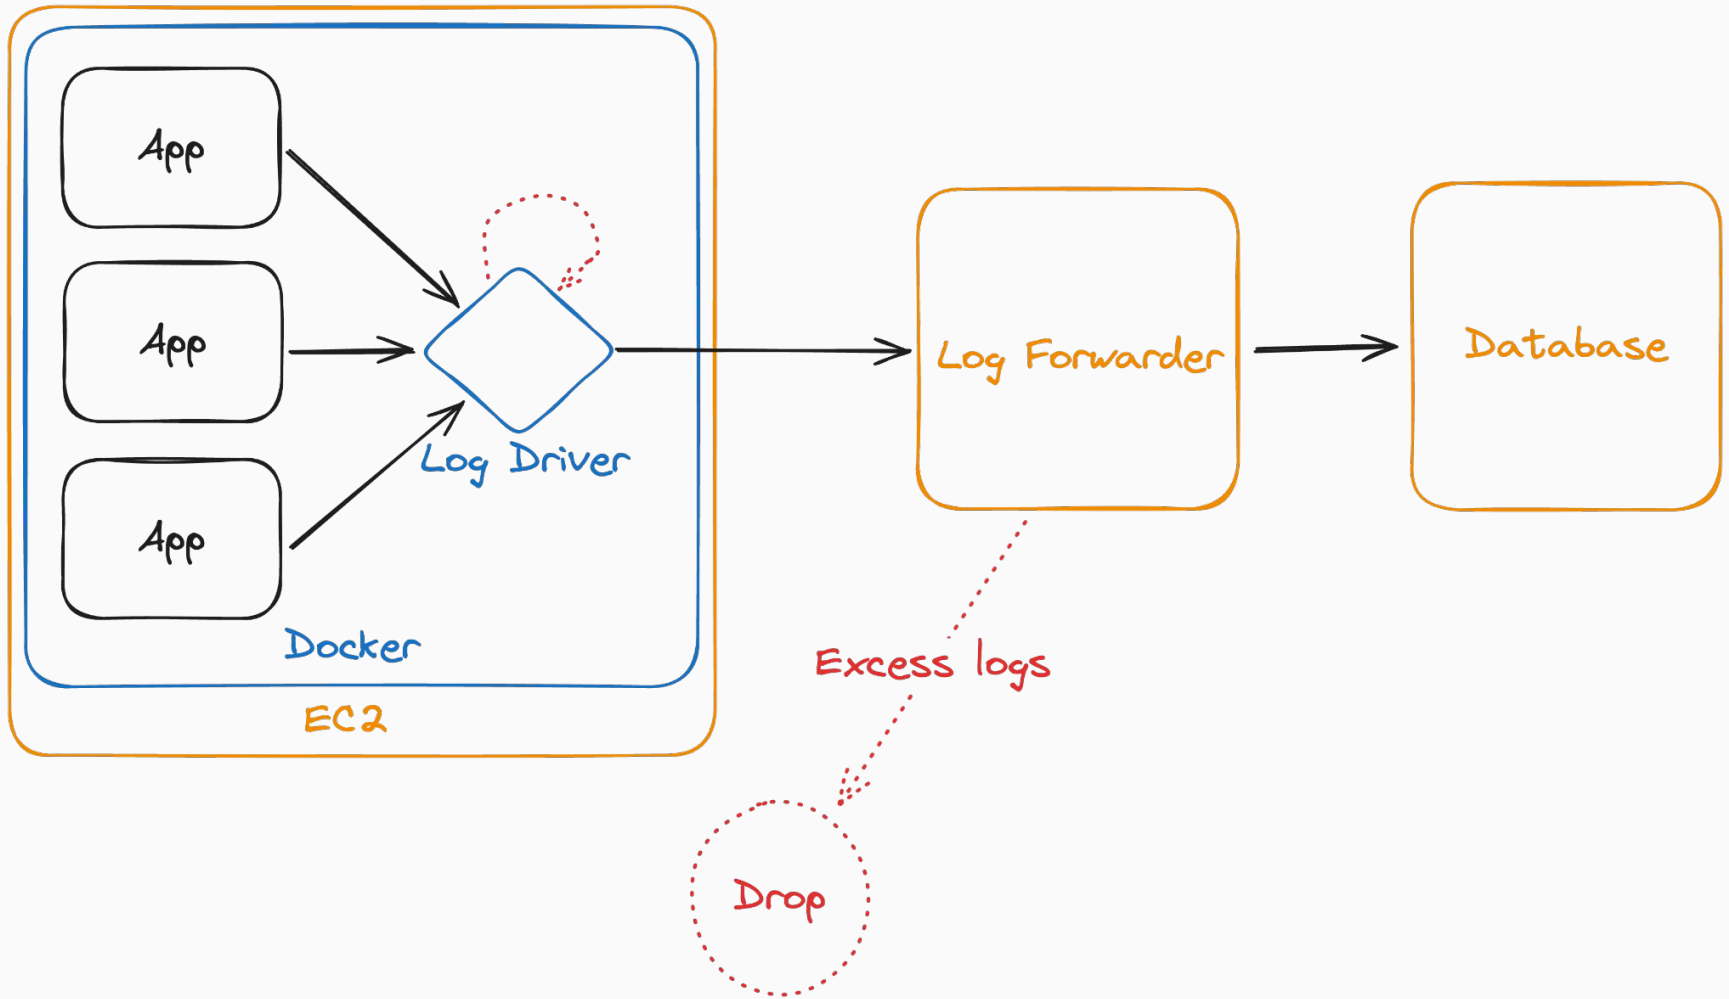 App
App
App
Log Driver
Docker
EC2
Log Forwarder
Database
Excess logs
Drop